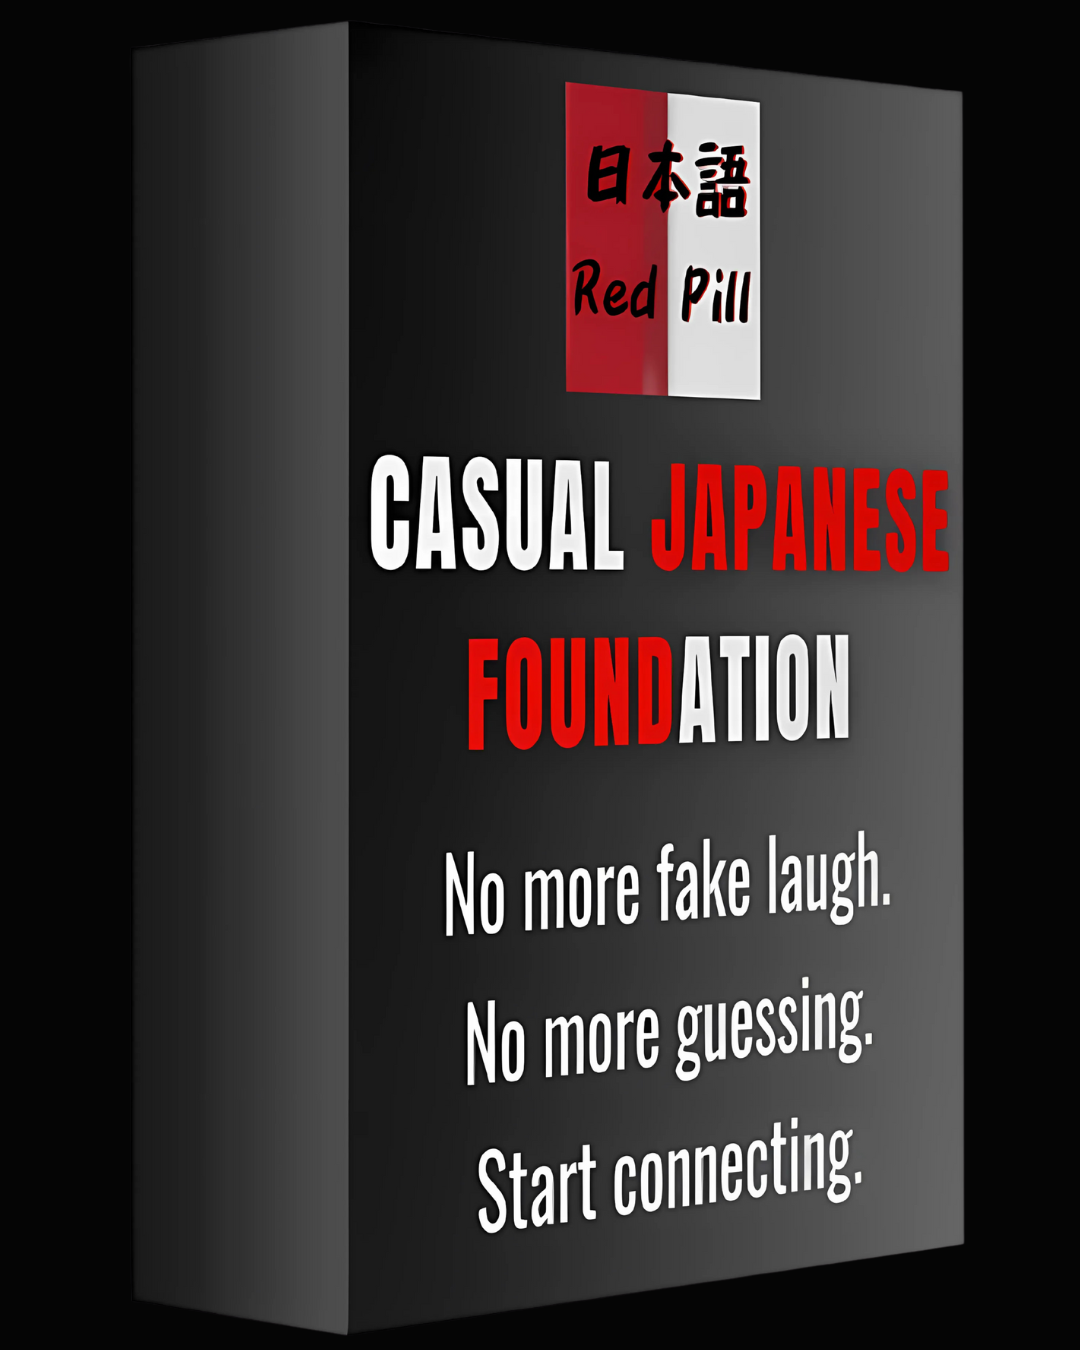 日本語
Red Pill
CASUAL JAPANESE
FOUNDATION
No more fake laugh.
No more guessing.
Start connecting.